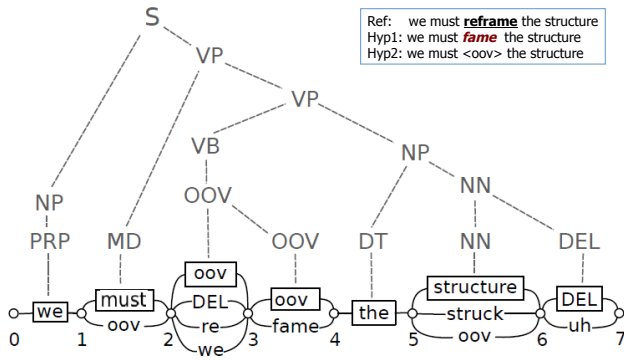 Ref: we must reframe the structure
Hyp1: we must fame the structure
Hyp2: we must <oov> the structure
S
VP
VP
VB
NP
NP
OOV
NN
PRP
MD
OOV
DT
NN
DEL
we
must
oov
oov
DEL
re
we
oov
fame
the
structure
struck
oov
DEL
uh
0 1 2 3 4 5 6 7